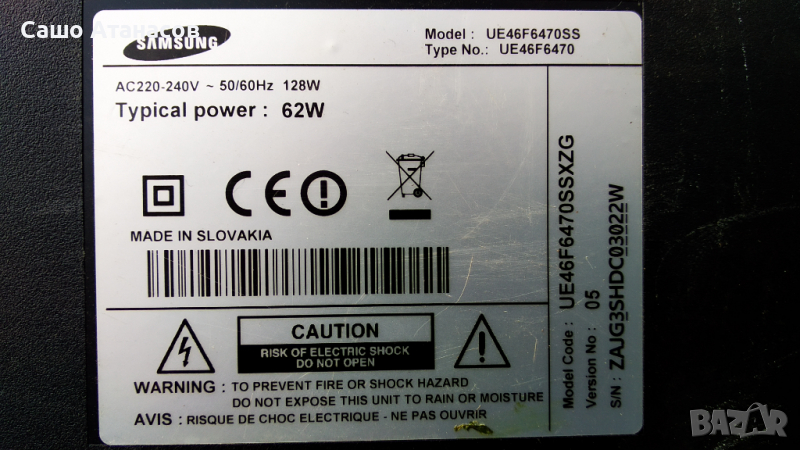 Сашо Атанасов
SAMSUNG
Model : UE46F6470SS
Type No.: UE46F6470
AC220-240V ~ 50/60Hz 128W
Typical power : 62W
CE
MADE IN SLOVAKIA
CAUTION
RISK OF ELECTRIC SHOCK
DO NOT OPEN
WARNING : TO PREVENT FIRE OR SHOCK HAZARD
DO NOT EXPOSE THIS UNIT TO RAIN OR MOISTURE
AVIS : RISQUE DE CHOC ELECTRIQUE - NE PAS OUVRIR
Model Code : UE46F6470SSXZG
Version No : 05
S/N : ZAJG3SHDC03022W
BAZAR